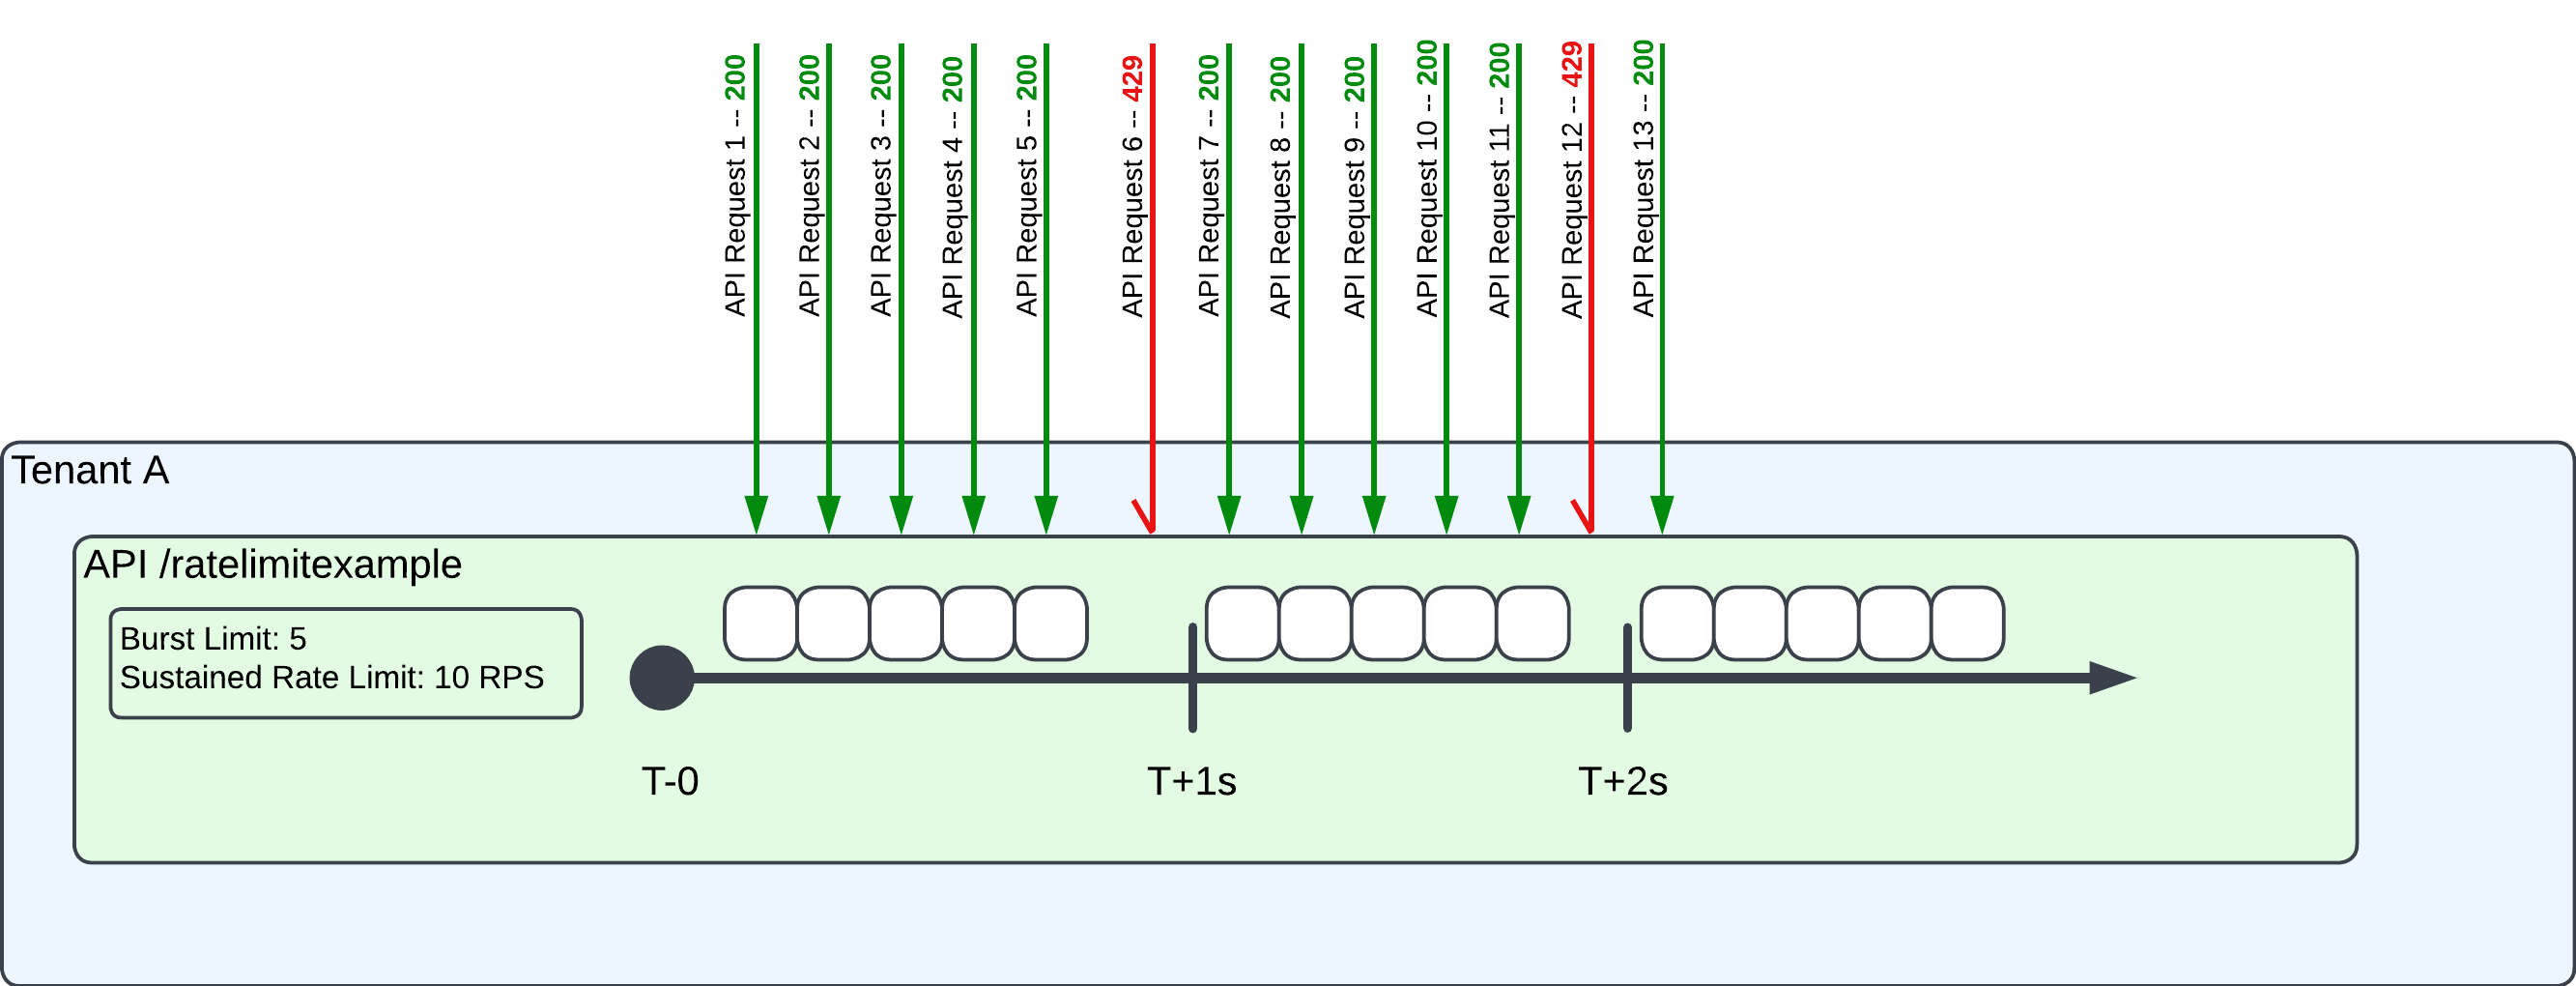 API Request 1 -- 200
API Request 2 -- 200
API Request 3 -- 200
API Request 4 -- 200
API Request 5 -- 200
API Request 6 -- 429
API Request 7 -- 200
API Request 8 -- 200
API Request 9 -- 200
API Request 10 -- 200
API Request 11 -- 200
API Request 12 -- 429
API Request 13 -- 200
Tenant A
API /ratelimitexample
Burst Limit: 5
Sustained Rate Limit: 10 RPS
T-0
T+1s
T+2s